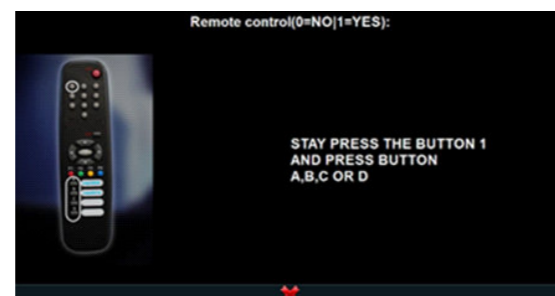 Remote control(0=NO|1=YES):
STAY PRESS THE BUTTON 1
AND PRESS BUTTON
A,B,C OR D